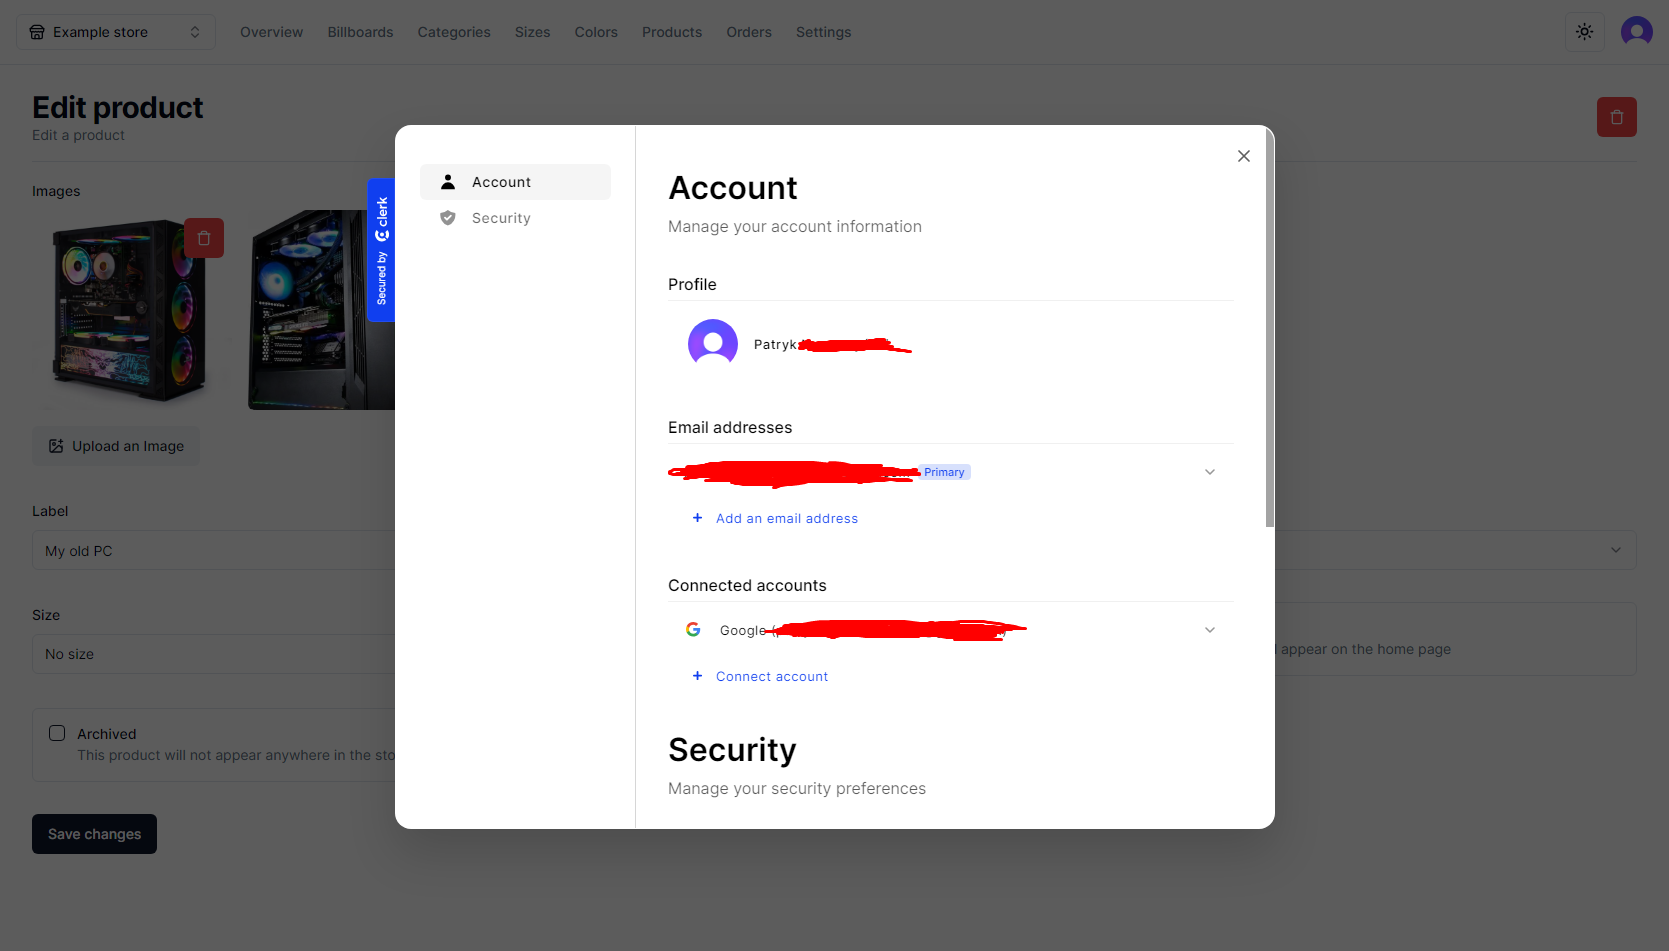 Example store
Overview
Billboards
Categories
Sizes
Colors
Products
Orders
Settings
Edit product
Edit a product
Images
Upload an Image
Label
My old PC
Size
No size
Archived
This product will not appear anywhere in the sto
Save changes
appear on the home page
Secured by clerk
Account
Security
Account
Manage your account information
Profile
Patryk
Email addresses
Primary
+ Add an email address
Connected accounts
Google
+ Connect account
Security
Manage your security preferences